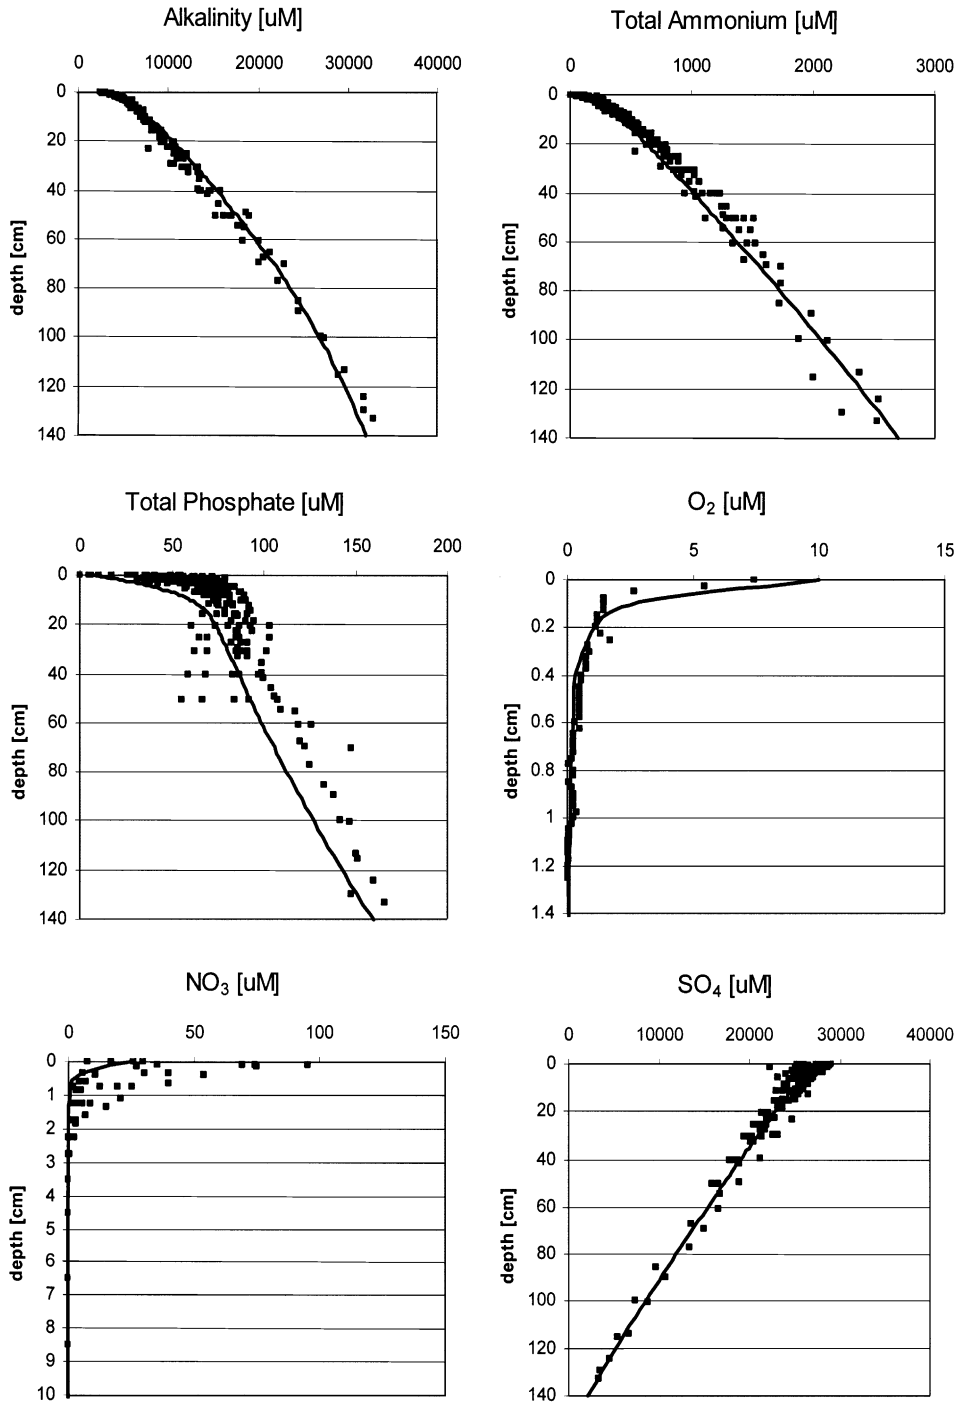 Alkalinity [uM]
0 10000 20000 30000 40000
0
20
40
60
80
100
120
140
depth [cm]
Total Ammonium [uM]
0 1000 2000 3000
0
20
40
60
80
100
120
140
depth [cm]
Total Phosphate [uM]
0 50 100 150 200
0
20
40
60
80
100
120
140
depth [cm]
O2 [uM]
0 5 10 15
0
0.2
0.4
0.6
0.8
1
1.2
1.4
depth [cm]
NO3 [uM]
0 50 100 150
0
1
2
3
4
5
6
7
8
9
10
depth [cm]
SO4 [uM]
0 10000 20000 30000 40000
0
20
40
60
80
100
120
140
depth [cm]